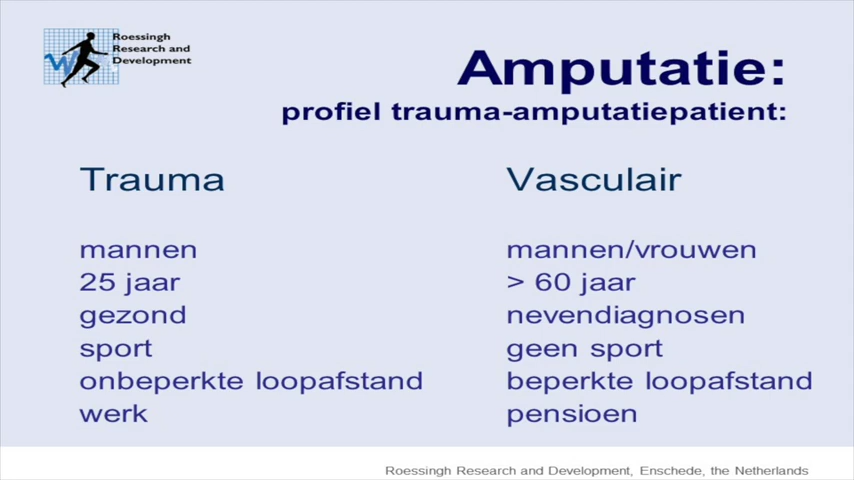 Roessingh
Research and
Development
Amputatie:
profiel trauma-amputatiepatient:
Trauma
mannen
25 jaar
gezond
sport
onbeperkte loopafstand
werk
Vasculair
mannen/vrouwen
> 60 jaar
nevendiagnosen
geen sport
beperkte loopafstand
pensioen
Roessingh Research and Development, Enschede, the Netherlands